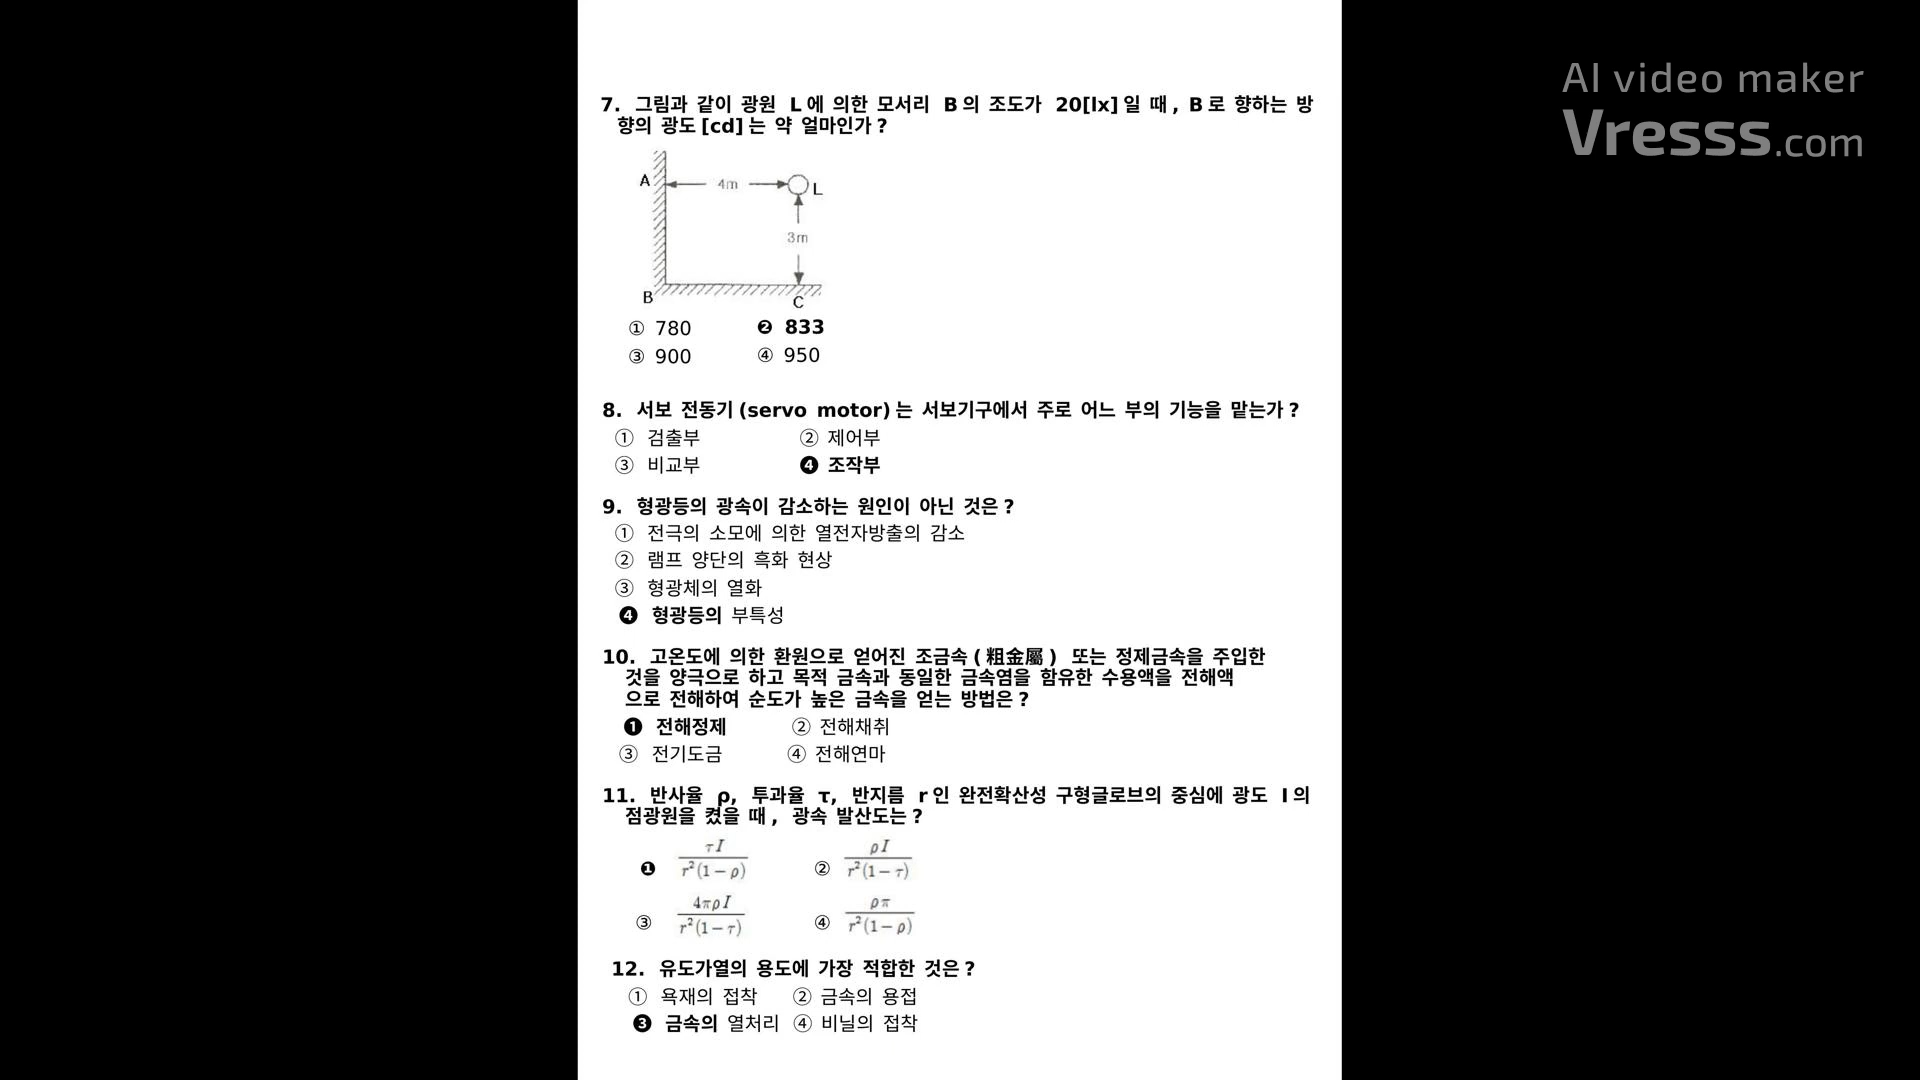 AI video maker
Vresss.com
7. 그림과 같이 광원 L에 의한 모서리 B의 조도가 20[lx]일 때, B로 향하는 방
향의 광도[cd]는 약 얼마인가?
A 4m L
3m
B C
① 780 ❷ 833
③ 900 ④ 950
8. 서보 전동기(servo motor)는 서보기구에서 주로 어느 부의 기능을 맡는가?
① 검출부 ② 제어부
③ 비교부 ❹ 조작부
9. 형광등의 광속이 감소하는 원인이 아닌 것은?
① 전극의 소모에 의한 열전자방출의 감소
② 램프 양단의 흑화 현상
③ 형광체의 열화
❹ 형광등의 부특성
10. 고온도에 의한 환원으로 얻어진 조금속(粗金屬) 또는 정제금속을 주입한
것을 양극으로 하고 목적 금속과 동일한 금속염을 함유한 수용액을 전해액
으로 전해하여 순도가 높은 금속을 얻는 방법은?
❶ 전해정제 ② 전해채취
③ 전기도금 ④ 전해연마
11. 반사율 ρ, 투과율 τ, 반지름 r인 완전확산성 구형글로브의 중심에 광도 I의
점광원을 켰을 때, 광속 발산도는?
❶ τI / r²(1−ρ) ② ρI / r²(1−τ)
③ 4πρI / r²(1−τ) ④ ρπ / r²(1−ρ)
12. 유도가열의 용도에 가장 적합한 것은?
① 욕재의 접착 ② 금속의 용접
❸ 금속의 열처리 ④ 비닐의 접착